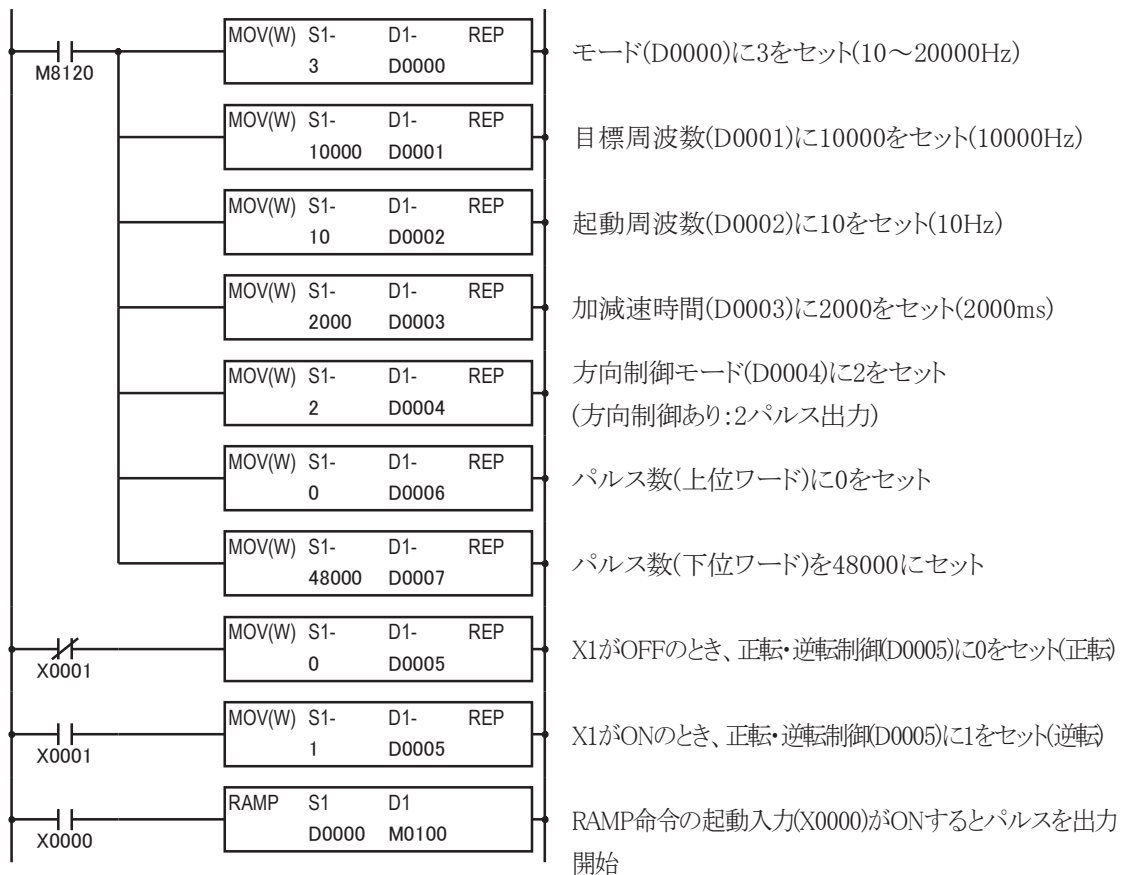 MOV(W) S1- D1- REP
3 D0000
M8120
モード(D0000)に3をセット(10～20000Hz)
MOV(W) S1- D1- REP
10000 D0001
目標周波数(D0001)に10000をセット(10000Hz)
MOV(W) S1- D1- REP
10 D0002
起動周波数(D0002)に10をセット(10Hz)
MOV(W) S1- D1- REP
2000 D0003
加減速時間(D0003)に2000をセット(2000ms)
MOV(W) S1- D1- REP
2 D0004
方向制御モード(D0004)に2をセット
(方向制御あり:2パルス出力)
MOV(W) S1- D1- REP
0 D0006
パルス数(上位ワード)に0をセット
MOV(W) S1- D1- REP
48000 D0007
パルス数(下位ワード)を48000にセット
MOV(W) S1- D1- REP
0 D0005
X0001
X1がOFFのとき、正転・逆転制御(D0005)に0をセット(正転)
MOV(W) S1- D1- REP
1 D0005
X0001
X1がONのとき、正転・逆転制御(D0005)に1をセット(逆転)
RAMP S1 D1
D0000 M0100
X0000
RAMP命令の起動入力(X0000)がONするとパルスを出力
開始